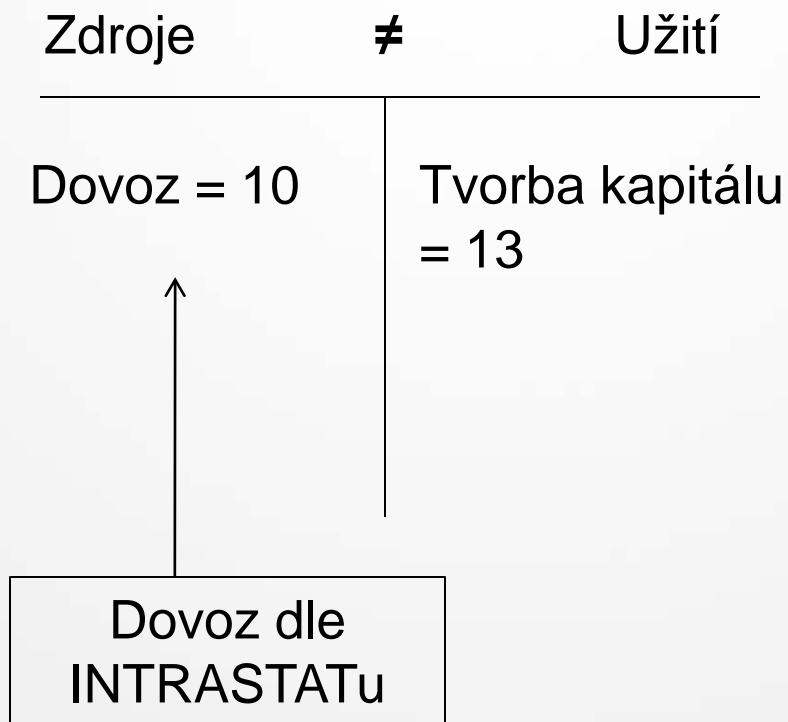 Zdroje ≠ Užití
Dovoz = 10
Tvorba kapitálu
= 13
Dovoz dle
INTRASTATu